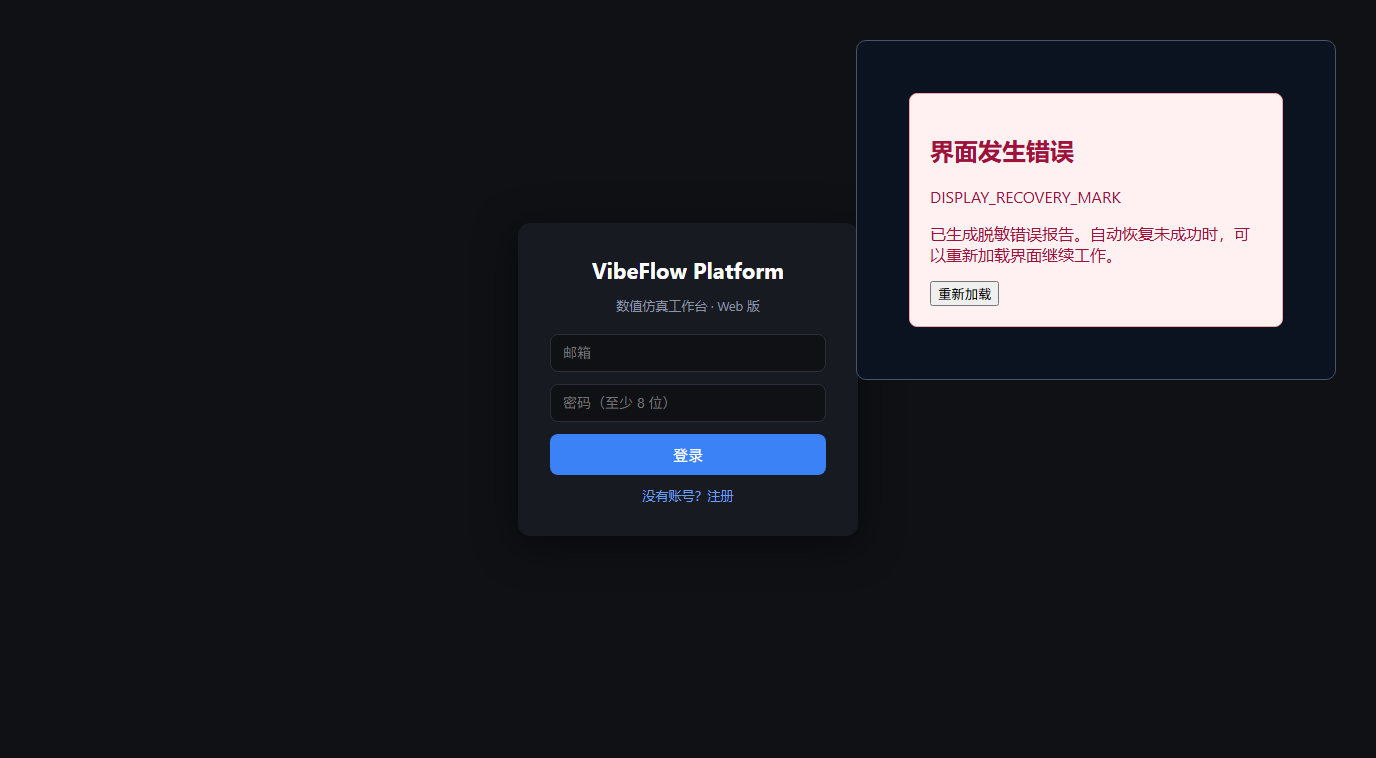 界面发生错误
DISPLAY_RECOVERY_MARK
已生成脱敏错误报告。自动恢复未成功时，可
以重新加载界面继续工作。
重新加载
VibeFlow Platform
数值仿真工作台 · Web 版
邮箱
密码（至少 8 位）
登录
没有账号？注册